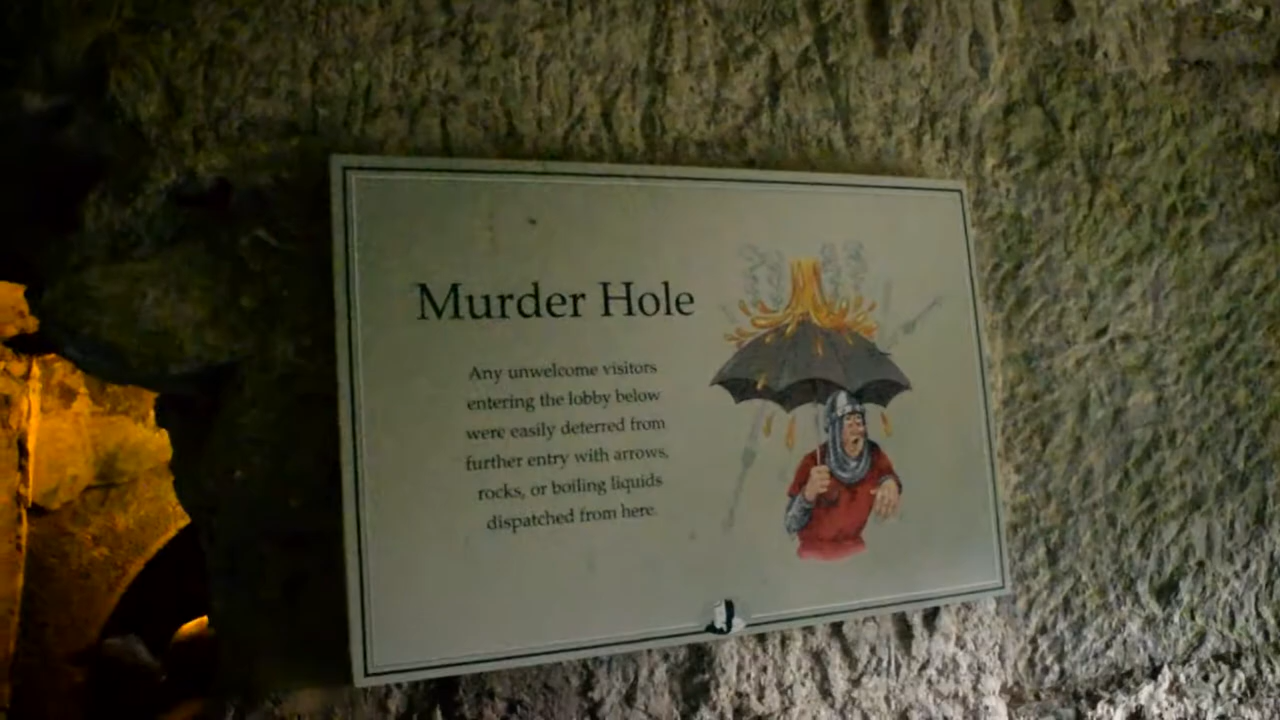 Murder Hole
Any unwelcome visitors
entering the lobby below
were easily deterred from
further entry with arrows,
rocks, or boiling liquids
dispatched from here.